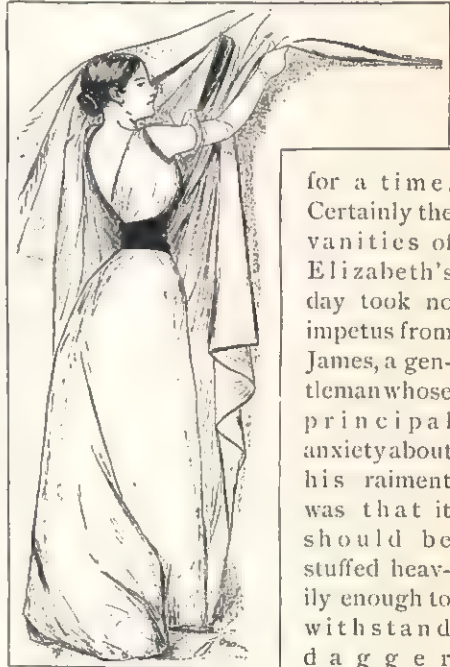 for a time.
Certainly the
vanities of
Elizabeth's
day took no
impetus from
James, a gen-
tleman whose
principal
anxiety about
his raiment
was that it
should be
stuffed heav-
ily enough to
withstand
dagger